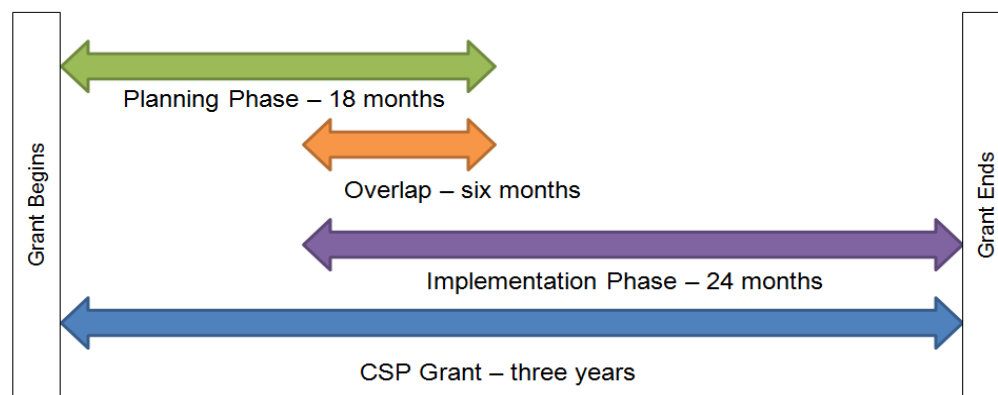 Grant Begins
Planning Phase – 18 months
Overlap – six months
Implementation Phase – 24 months
CSP Grant – three years
Grant Ends